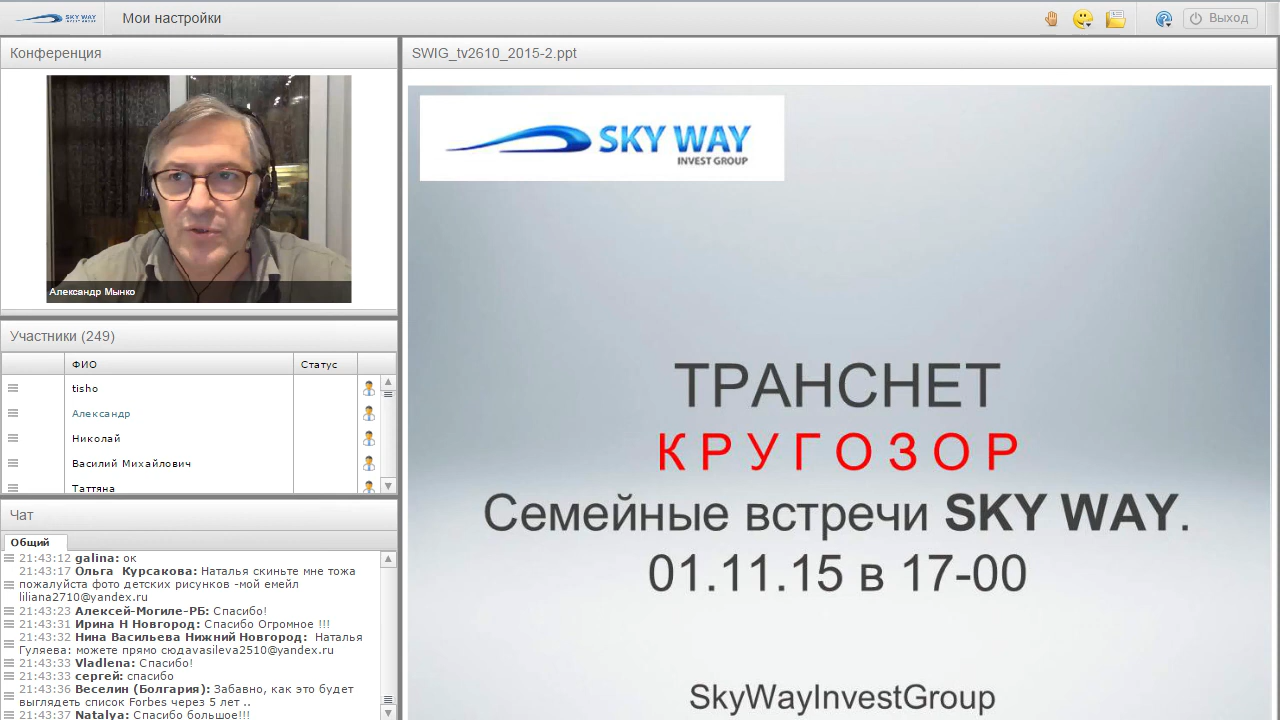 SKY WAY
INVEST GROUP
Мои настройки
Выход
Конференция
Александр Мынко
Участники (249)
ФИО Статус
tisho
Александр
Николай
Василий Михайлович
Таттяна
Чат
Общий
21:43:12 galina: ок
21:43:17 Ольга Курсакова: Наталья скиньте мне тожа
пожалуйста фото детских рисунков -мой емейл
liliana2710@yandex.ru
21:43:23 Алексей-Могиле-РБ: Спасибо!
21:43:31 Ирина Н Новгород: Спасибо Огромное !!!
21:43:32 Нина Васильева Нижний Новгород: Наталья
Гуляева: можете прямо сюдаvasileva2510@yandex.ru
21:43:33 Vladlena: Спасибо!
21:43:33 сергей: спасибо
21:43:36 Веселин (Болгария): Забавно, как это будет
выглядеть список Forbes через 5 лет ..
21:43:37 Natalya: Спасибо большое!!!
SWIG_tv2610_2015-2.ppt
SKY WAY
INVEST GROUP
ТРАНСНЕТ
К Р У Г О З О Р
Семейные встречи SKY WAY.
01.11.15 в 17-00
SkyWayInvestGroup